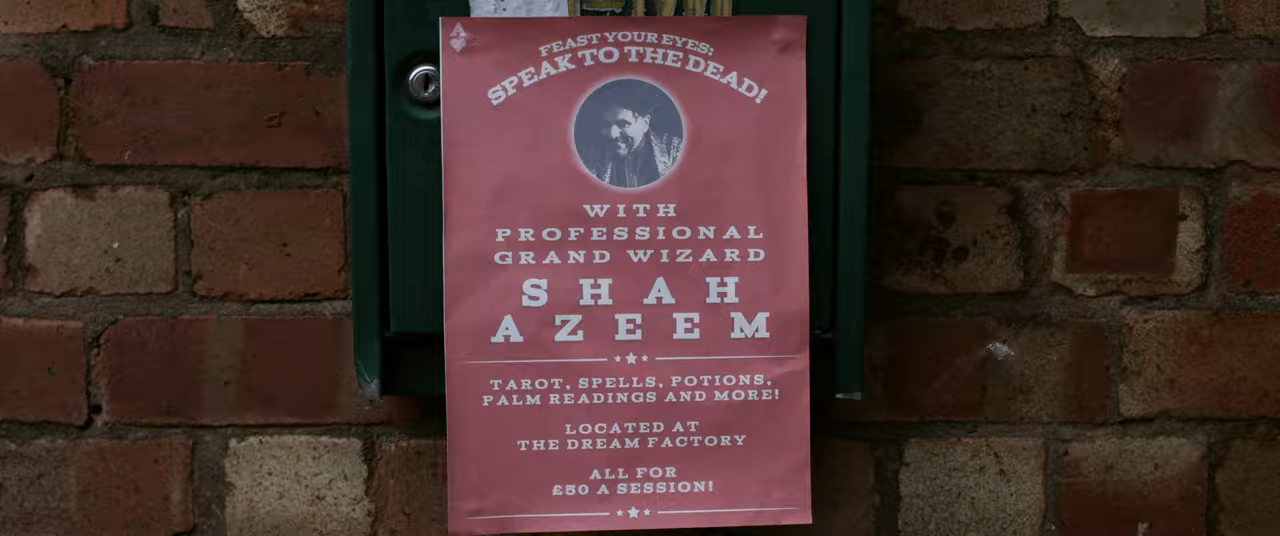 A
FEAST YOUR EYES:
SPEAK TO THE DEAD!
WITH
PROFESSIONAL
GRAND WIZARD
SHAH
AZEEM
TAROT, SPELLS, POTIONS,
PALM READINGS AND MORE!
LOCATED AT
THE DREAM FACTORY
ALL FOR
£50 A SESSION!